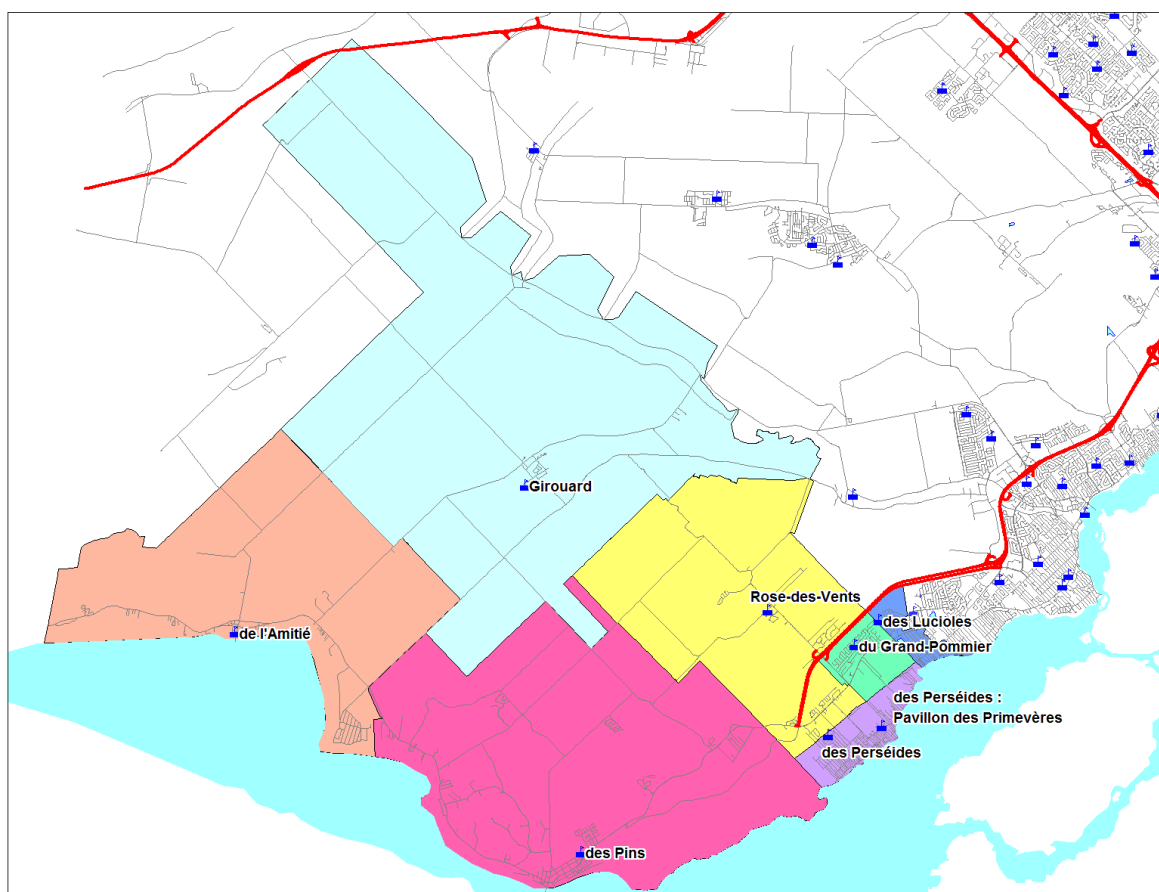 Girouard
Rose-des-Vents
des Lucioles
de l'Amitié
du Grand-Pommier
des Perséides :
Pavillon des Primevères
des Perséides
des Pins